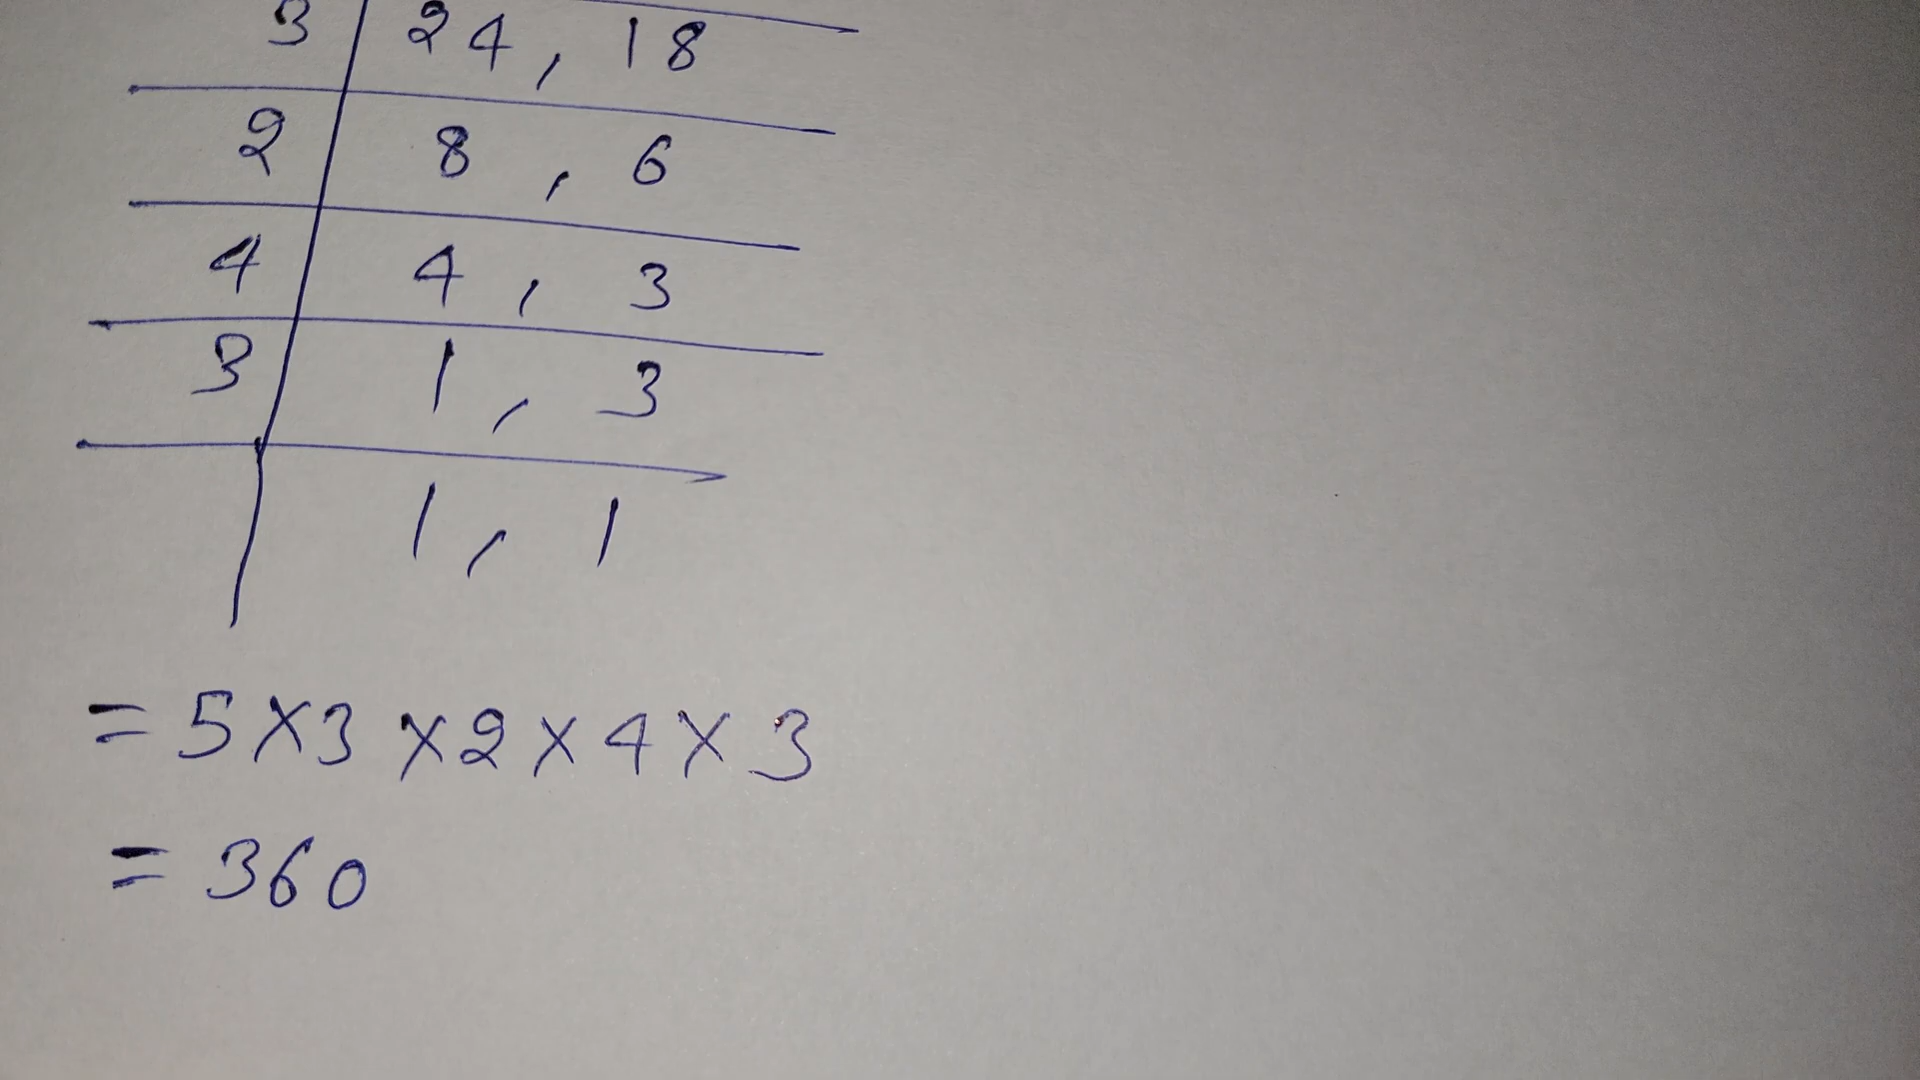 3 | 24, 18
2 | 8, 6
4 | 4, 3
3 | 1, 3
| 1, 1
= 5×3×2×4×3
= 360